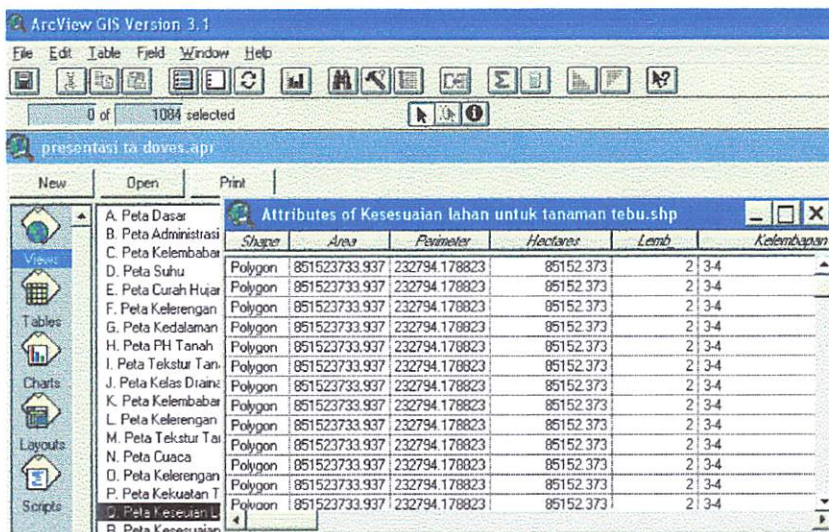 ArcView GIS Version 3.1
File Edit Table Field Window Help
0 of 1084 selected
presentasi ta doves.apr
New Open Print
Views
Tables
Charts
Layouts
Scripts
A. Peta Dasar
B. Peta Administrasi
C. Peta Kelembabar
D. Peta Suhu
E. Peta Curah Hujar
F. Peta Kelerengan
G. Peta Kedalaman
H. Peta PH Tanah
I. Peta Tekstur Tan
J. Peta Kelas Draina
K. Peta Kelembabar
L. Peta Kelerengan
M. Peta Tekstur Ta
N. Peta Cuaca
O. Peta Kelerengan
P. Peta Kekuatan T
Q. Peta Keseuian L
R. Peta Kesesuaian
Attributes of Kesesuaian lahan untuk tanaman tebu.shp
Shape Area Perimeter Hectares Lemb_ Kelembapan
Polygon 851523733.937 232794.178823 85152.373 2 3-4
Polygon 851523733.937 232794.178823 85152.373 2 3-4
Polygon 851523733.937 232794.178823 85152.373 2 3-4
Polygon 851523733.937 232794.178823 85152.373 2 3-4
Polygon 851523733.937 232794.178823 85152.373 2 3-4
Polygon 851523733.937 232794.178823 85152.373 2 3-4
Polygon 851523733.937 232794.178823 85152.373 2 3-4
Polygon 851523733.937 232794.178823 85152.373 2 3-4
Polygon 851523733.937 232794.178823 85152.373 2 3-4
Polygon 851523733.937 232794.178823 85152.373 2 3-4
Polygon 851523733.937 232794.178823 85152.373 2 3-4
Polygon 851523733.937 232794.178823 85152.373 2 3-4
Polygon 851523733.937 232794.178823 85152.373 2 3-4